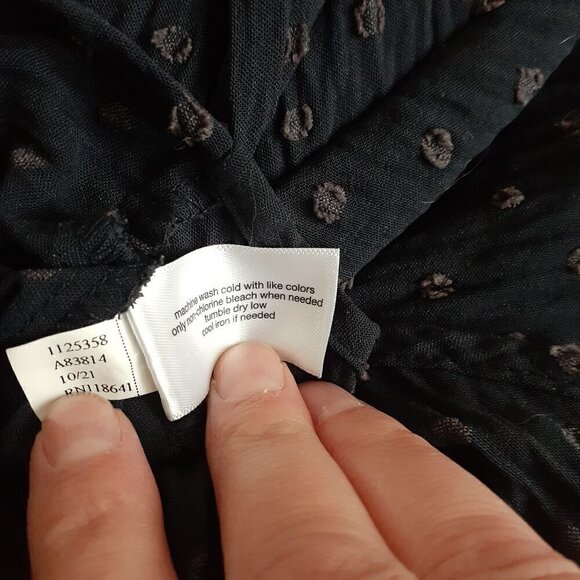 machine wash cold with like colors
only non-chlorine bleach when needed
tumble dry low
cool iron if needed
1125358
A83814
10/21
RN118641